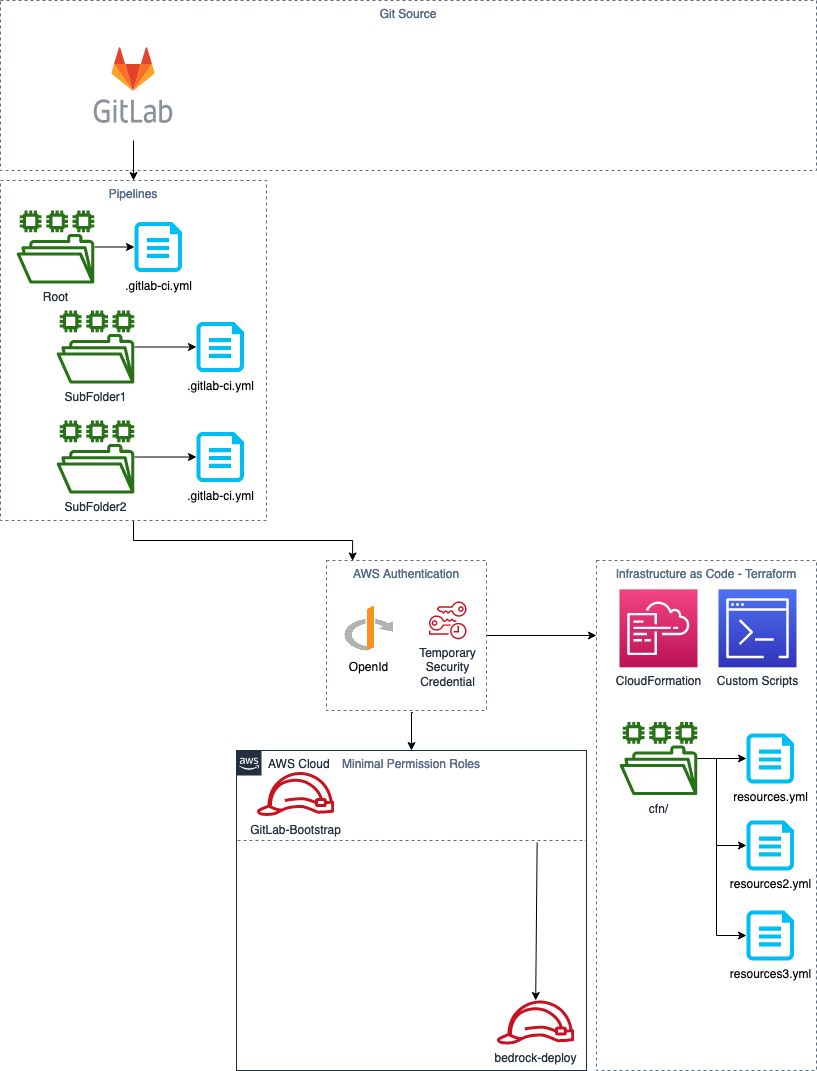 Git Source
GitLab
Pipelines
.gitlab-ci.yml
Root
SubFolder1
.gitlab-ci.yml
SubFolder2
.gitlab-ci.yml
AWS Authentication
OpenId
Temporary
Security
Credential
Infrastructure as Code - Terraform
CloudFormation
Custom Scripts
cfn/
resources.yml
resources2.yml
resources3.yml
aws
AWS Cloud
Minimal Permission Roles
GitLab-Bootstrap
bedrock-deploy